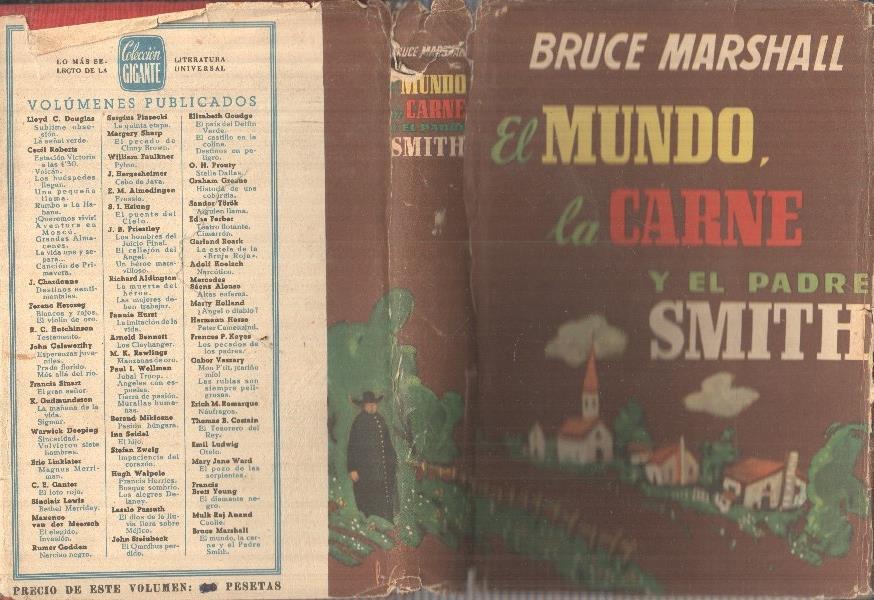 LO MÁS SE-
LECTO DE LA
Colección
GIGANTE
LITERATURA
UNIVERSAL
VOLÚMENES PUBLICADOS
Lloyd C. Douglas
Sublime obse-
sión.
La señal verde.
Cecil Roberts
Estación Victoria
a las 4'30.
Volcán.
Los huéspedes
llegan.
Una pequeña
llama.
Rumbo a La Ha-
bana.
¡Queremos vivir!
Aventura en
Moscú.
Grandes Alma-
cenes.
La vida une y se-
para...
Canción de Pri-
mavera.
J. Chardonne
Destinos senti-
mentales.
Ferenc Herczeg
Blancos y rojos.
El violín de oro.
R. C. Hutchinson
Testamento.
John Galsworthy
Esperanzas juve-
niles.
Prado florido.
Más allá del río.
Francis Stuart
El gran señor.
K. Gudmundsson
La mañana de la
vida.
Sigmar.
Warwick Deeping
Sinceridad.
Volvieron siete
hombres.
Eric Linklater
Magnus Merri-
man.
C. E. Ganter
El loto rojo.
Sinclair Lewis
Bethel Merriday.
Maxence
van der Meersch
El elegido.
Invasión.
Rumer Godden
Narciso negro.
Sergius Piasecki
La quinta etapa.
Margery Sharp
El pecado de
Cluny Brown.
William Faulkner
Pylon.
J. Hergesheimer
Cabo de Java.
E. M. Almedingen
Frossia.
S. I. Hsiung
El puente del
Cielo.
J. B. Priestley
Los hombres del
Juicio Final.
El callejón del
Ángel.
Un héroe mara-
villoso.
Richard Aldington
La muerte del
héroe.
Las mujeres de-
ben trabajar.
Fannie Hurst
La imitación de la
vida.
Arnold Bennett
Los Clayhanger.
M. K. Rawlings
Manzanas de oro.
Paul I. Wellman
Jubal Troop.
Ángeles con es-
puelas.
Tierra de pasión.
Murallas huma-
nas.
Bernad Miklosne
Pasión húngara.
Ina Seidel
El hijo.
Stefan Zweig
Impaciencia del
corazón.
Hugh Walpole
Francis Herries.
Bosque sombrío.
Los alegres De-
laney.
Laszlo Passuth
El dios de la llu-
via llora sobre
Méjico.
John Steinbeck
El Ómnibus per-
dido.
Elizabeth Goudge
El país del Delfín
Verde.
El castillo en la
colina.
Destinos en pe-
ligro.
O. H. Prouty
Stella Dallas.
Graham Greene
Historia de una
cobardía.
Sandor Török
Alguien llama.
Edna Ferber
Teatro flotante.
Cimarrón.
Garland Roark
La estela de la
«Bruja Roja».
Adolf Koelsch
Narcótico.
Mercedes
Sáenz Alonso
Altas esferas.
Marty Holland
¿Ángel o diablo?
Hermann Hesse
Peter Camenzind.
Frances P. Keyes
Los pecados de
los padres.
Gabor Vaszary
Mon P'tit, ¡cariño
mío!
Las rubias son
siempre peli-
grosas.
Erich M. Remarque
Náufragos.
Thomas B. Costain
El Tesorero del
Rey.
Emil Ludwig
Otelo.
Mary Jane Ward
El pozo de las
serpientes.
Francis
Brett Young
El diamante ne-
gro.
Mulk Raj Anand
Coolie.
Bruce Marshall
El mundo, la car-
ne y el Padre
Smith.
PRECIO DE ESTE VOLUMEN: PESETAS
BRUCE MARSHALL
MUNDO
CARNE
Y EL PADRE
SMITH
BRUCE MARSHALL
El MUNDO,
la CARNE
Y EL PADRE
SMITH